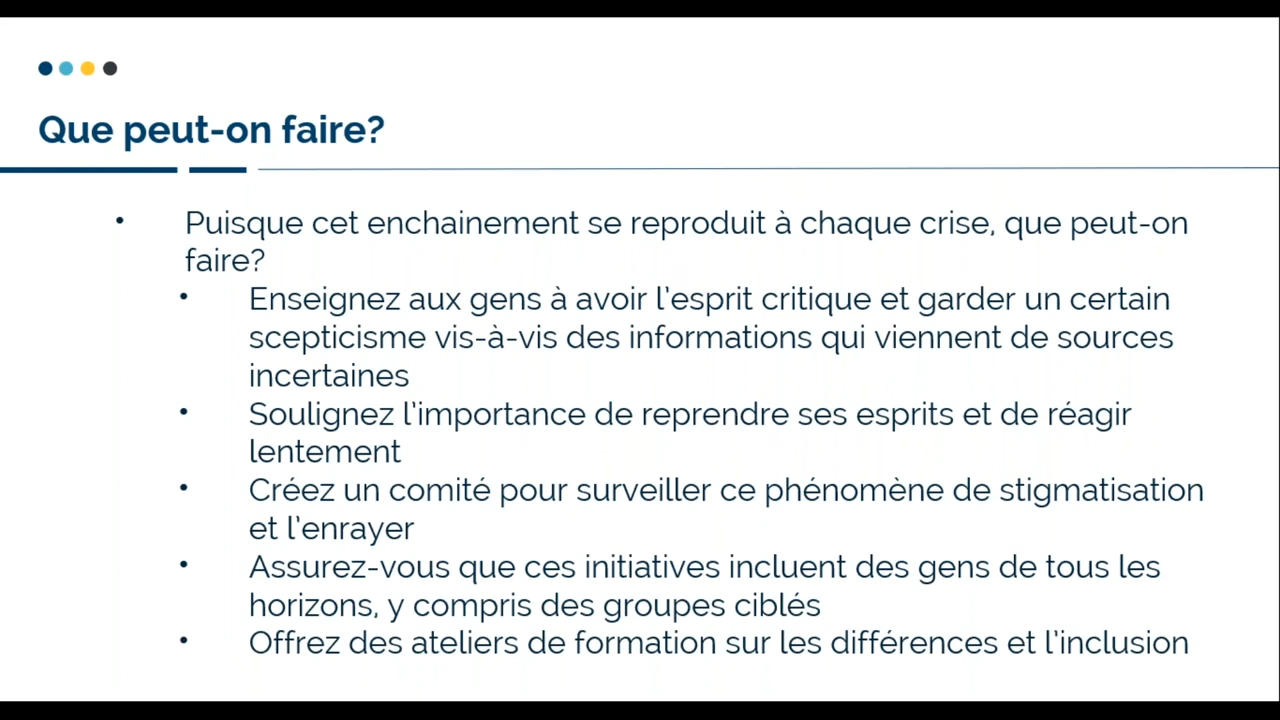 Que peut-on faire?
• Puisque cet enchainement se reproduit à chaque crise, que peut-on
faire?
• Enseignez aux gens à avoir l'esprit critique et garder un certain
scepticisme vis-à-vis des informations qui viennent de sources
incertaines
• Soulignez l'importance de reprendre ses esprits et de réagir
lentement
• Créez un comité pour surveiller ce phénomène de stigmatisation
et l'enrayer
• Assurez-vous que ces initiatives incluent des gens de tous les
horizons, y compris des groupes ciblés
• Offrez des ateliers de formation sur les différences et l'inclusion